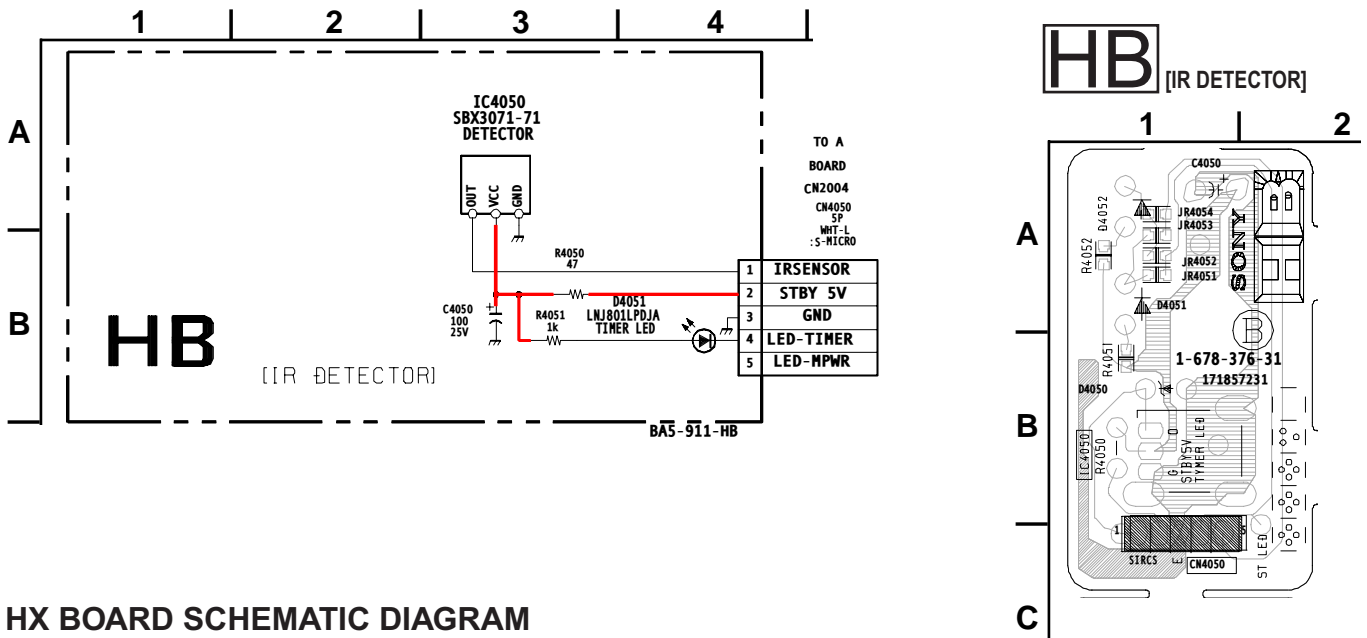 1 2 3 4
A
B
IC4050
SBX3071-71
DETECTOR
OUT
VCC
GND
TO A
BOARD
CN2004
CN4050
5P
WHT-L
:S-MICRO
R4050
47
1 IRSENSOR
2 STBY 5V
3 GND
4 LED-TIMER
5 LED-MPWR
C4050
100
25V
+
R4051
1k
D4051
LNJ801LPDJA
TIMER LED
HB
[IR DETECTOR]
BA5-911-HB
HB [IR DETECTOR]
1 2
A
B
C
C4050
+
D4052
R4052
JR4054
JR4053
JR4052
JR4051
D4051
SONY
B
R4051
1-678-376-31
171857231
D4050
IC4050
R4050
G
O
STBY5V
TYMER LED
1
5
SIRCS
E
CN4050
ST LED
HX BOARD SCHEMATIC DIAGRAM